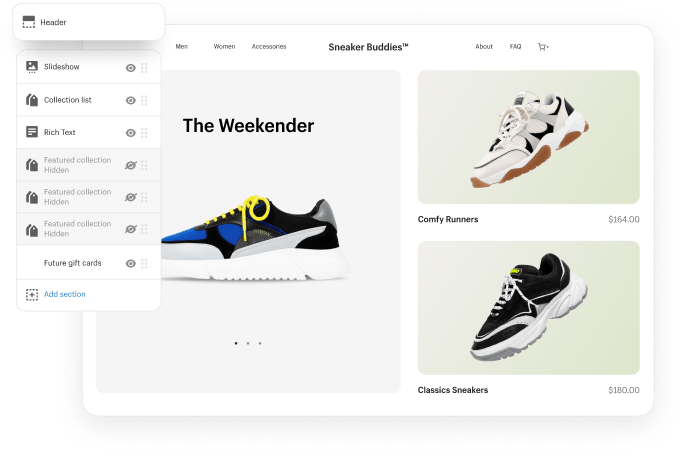 Header
Slideshow
Collection list
Rich Text
Featured collection
Hidden
Featured collection
Hidden
Featured collection
Hidden
Future gift cards
Add section
Men
Women
Accessories
Sneaker Buddies™
About
FAQ
The Weekender
Comfy Runners
$164.00
Classics Sneakers
$180.00